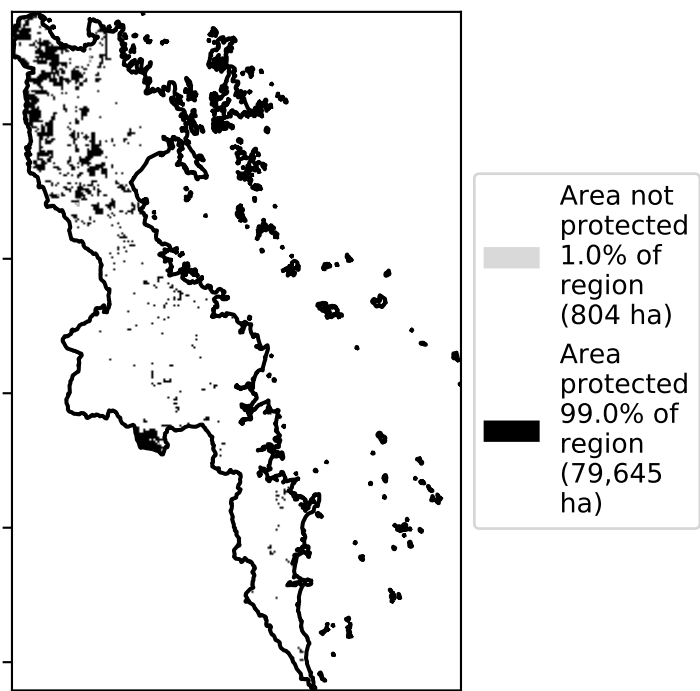 Area not
protected
1.0% of
region
(804 ha)
Area
protected
99.0% of
region
(79,645
ha)